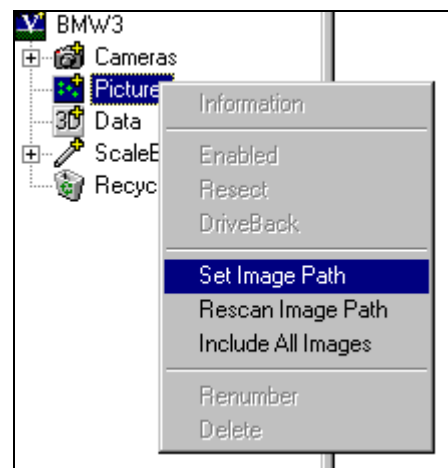 BMW3
Cameras
Picture
3D Data
ScaleB
Recyc
Information
Enabled
Resect
DriveBack
Set Image Path
Rescan Image Path
Include All Images
Renumber
Delete